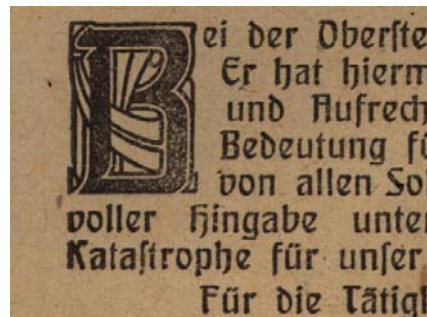 Bei der Oberste
Er hat hierm
und Aufrech
Bedeutung fü
von allen Sol
voller Hingabe unter
Katastrophe für unser
Für die Tätigk